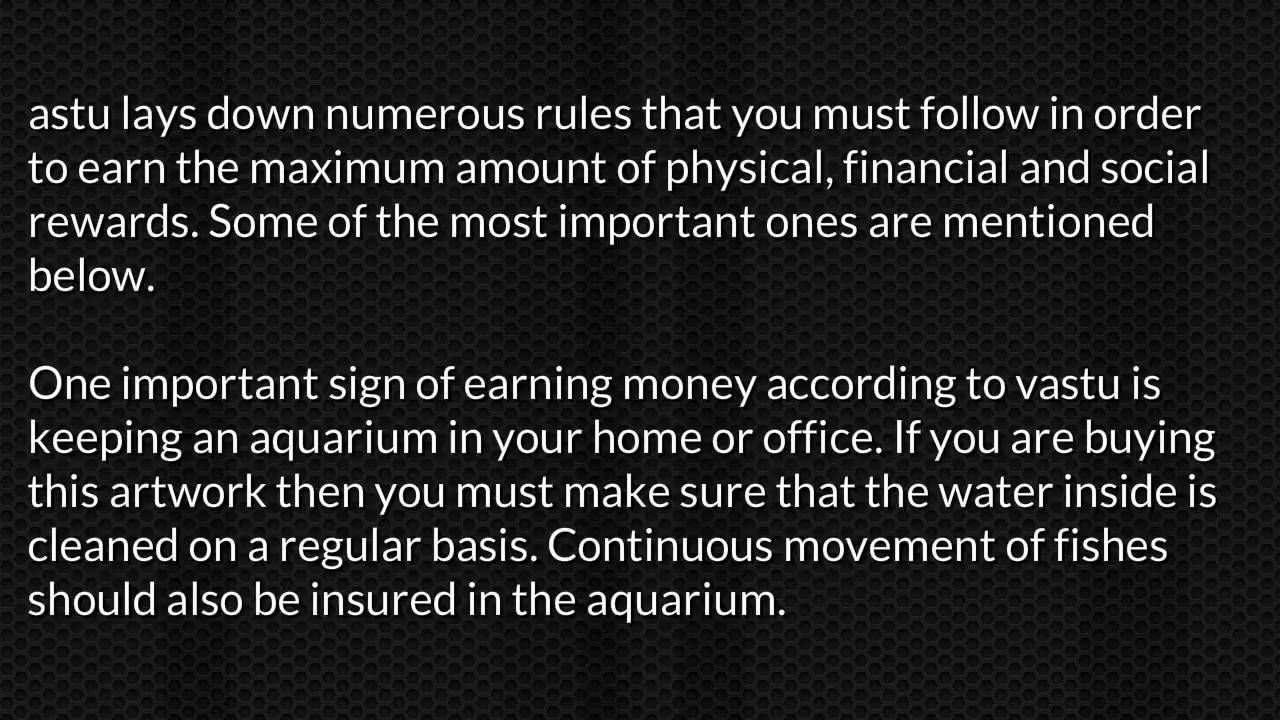 astu lays down numerous rules that you must follow in order
to earn the maximum amount of physical, financial and social
rewards. Some of the most important ones are mentioned
below.
One important sign of earning money according to vastu is
keeping an aquarium in your home or office. If you are buying
this artwork then you must make sure that the water inside is
cleaned on a regular basis. Continuous movement of fishes
should also be insured in the aquarium.